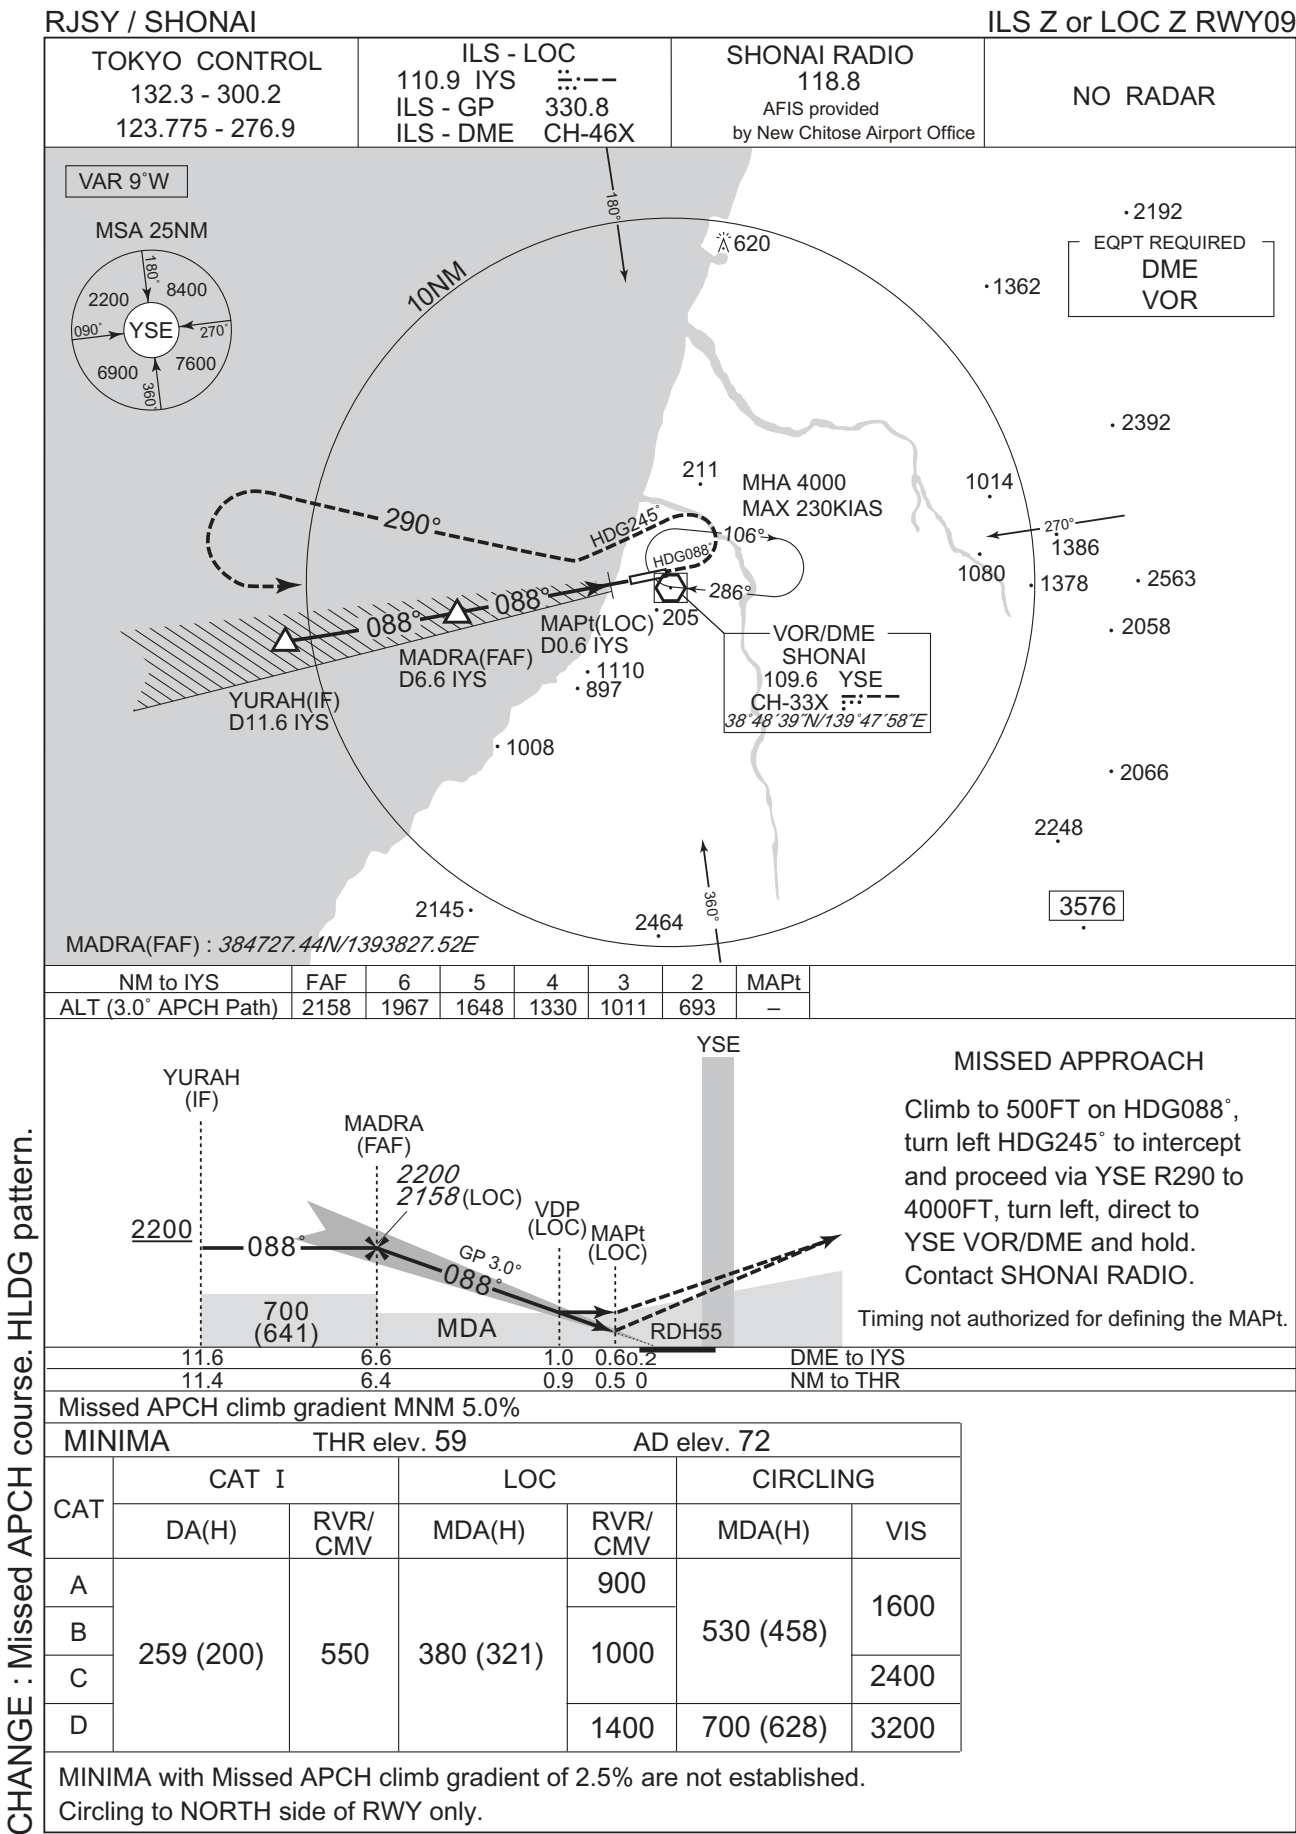 RJSY / SHONAI
ILS Z or LOC Z RWY09
TOKYO CONTROL
132.3 - 300.2
123.775 - 276.9
ILS - LOC
110.9 IYS
ILS - GP 330.8
ILS - DME CH-46X
SHONAI RADIO
118.8
AFIS provided
by New Chitose Airport Office
NO RADAR
VAR 9°W
MSA 25NM
180°
2200
8400
090°
YSE
270°
6900
7600
360°
180°
10NM
620
2192
EQPT REQUIRED
DME
VOR
1362
2392
211
MHA 4000
MAX 230KIAS
1014
290°
HDG245°
106°
270°
1386
HDG088°
1080
1378
2563
286°
088°
088°
205
2058
MAPt(LOC)
D0.6 IYS
MADRA(FAF)
D6.6 IYS
1110
897
YURAH(IF)
D11.6 IYS
VOR/DME
SHONAI
109.6 YSE
CH-33X
38°48′39″N/139°47′58″E
1008
2066
2248
360°
3576
2145
2464
MADRA(FAF) : 384727.44N/1393827.52E
NM to IYS FAF 6 5 4 3 2 MAPt
ALT (3.0° APCH Path) 2158 1967 1648 1330 1011 693 –
YSE
YURAH
(IF)
MADRA
(FAF)
2200
2158 (LOC)
VDP
(LOC)
MAPt
(LOC)
2200
088°
GP 3.0°
088°
700
(641)
MDA
RDH55
MISSED APPROACH
Climb to 500FT on HDG088°,
turn left HDG245° to intercept
and proceed via YSE R290 to
4000FT, turn left, direct to
YSE VOR/DME and hold.
Contact SHONAI RADIO.
Timing not authorized for defining the MAPt.
11.6 6.6 1.0 0.6 0.2 DME to IYS
11.4 6.4 0.9 0.5 0 NM to THR
Missed APCH climb gradient MNM 5.0%
MINIMA THR elev. 59 AD elev. 72
CAT
CAT I
LOC
CIRCLING
DA(H)
RVR/
CMV
MDA(H)
RVR/
CMV
MDA(H)
VIS
A
B
C
D
259 (200)
550
380 (321)
900
1000
1400
530 (458)
700 (628)
1600
2400
3200
MINIMA with Missed APCH climb gradient of 2.5% are not established.
Circling to NORTH side of RWY only.
CHANGE : Missed APCH course. HLDG pattern.